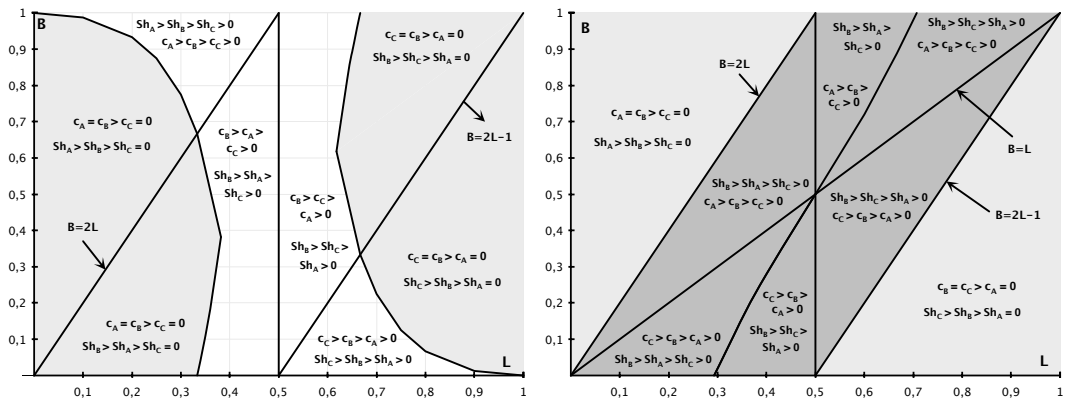 B
1
0,9
0,8
0,7
0,6
0,5
0,4
0,3
0,2
0,1
Sh_A > Sh_B > Sh_C > 0
c_A > c_B > c_C > 0
c_C = c_B > c_A = 0
Sh_B > Sh_C > Sh_A = 0
c_A = c_B > c_C = 0
Sh_A > Sh_B > Sh_C = 0
c_B > c_A >
c_C > 0
Sh_B > Sh_A >
Sh_C > 0
B=2L-1
c_B > c_C >
c_A > 0
Sh_B > Sh_C >
Sh_A > 0
B=2L
c_C = c_B > c_A = 0
Sh_C > Sh_B > Sh_A = 0
c_A = c_B > c_C = 0
Sh_B > Sh_A > Sh_C = 0
c_C > c_B > c_A > 0
Sh_C > Sh_B > Sh_A > 0
L
0,1 0,2 0,3 0,4 0,5 0,6 0,7 0,8 0,9 1
B
1
0,9
0,8
0,7
0,6
0,5
0,4
0,3
0,2
0,1
Sh_B > Sh_A >
Sh_C > 0
Sh_A > Sh_B > Sh_C > 0
c_A > c_B > c_C > 0
B=2L
c_A > c_B >
c_C > 0
c_A = c_B > c_C = 0
Sh_A > Sh_B > Sh_C = 0
B=L
Sh_B > Sh_A > Sh_C > 0
c_A > c_B > c_C > 0
Sh_B > Sh_C > Sh_A > 0
c_C > c_B > c_A > 0
B=2L-1
c_C > c_B >
c_A > 0
Sh_B > Sh_C >
Sh_A > 0
c_B = c_C > c_A = 0
Sh_C > Sh_B > Sh_A = 0
c_C > c_B > c_A > 0
Sh_B > Sh_A > Sh_C > 0
L
0,1 0,2 0,3 0,4 0,5 0,6 0,7 0,8 0,9 1